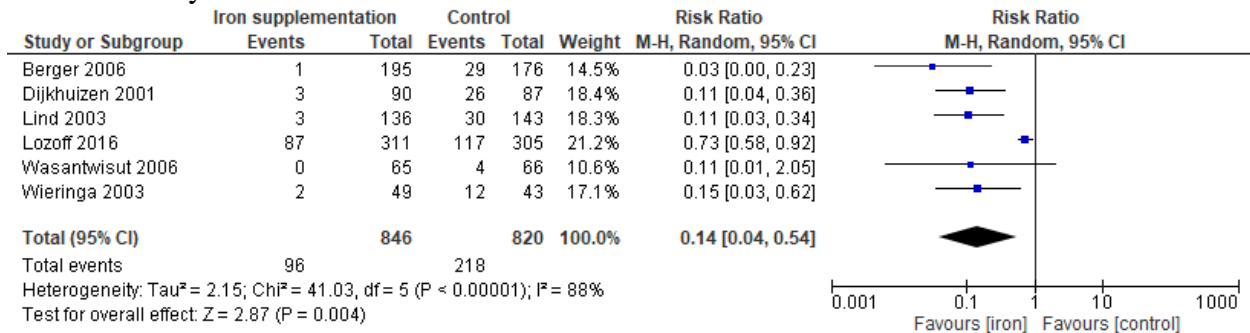 Iron supplementation Control Risk Ratio Risk Ratio
Study or Subgroup Events Total Events Total Weight M-H, Random, 95% CI M-H, Random, 95% CI
Berger 2006 1 195 29 176 14.5% 0.03 [0.00, 0.23]
Dijkhuizen 2001 3 90 26 87 18.4% 0.11 [0.04, 0.36]
Lind 2003 3 136 30 143 18.3% 0.11 [0.03, 0.34]
Lozoff 2016 87 311 117 305 21.2% 0.73 [0.58, 0.92]
Wasantwisut 2006 0 65 4 66 10.6% 0.11 [0.01, 2.05]
Wieringa 2003 2 49 12 43 17.1% 0.15 [0.03, 0.62]
Total (95% CI) 846 820 100.0% 0.14 [0.04, 0.54]
Total events 96 218
Heterogeneity: Tau² = 2.15; Chi² = 41.03, df = 5 (P < 0.00001); I² = 88%
Test for overall effect: Z = 2.87 (P = 0.004)
0.001 0.1 1 10 1000
Favours [iron] Favours [control]